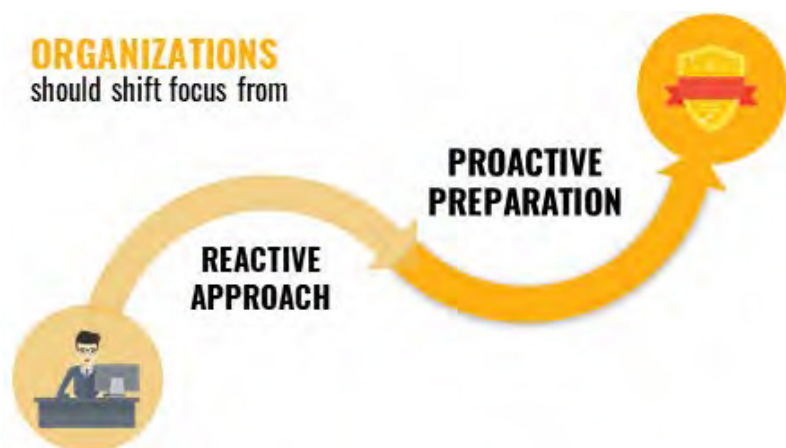 ORGANIZATIONS
should shift focus from
REACTIVE
APPROACH
PROACTIVE
PREPARATION